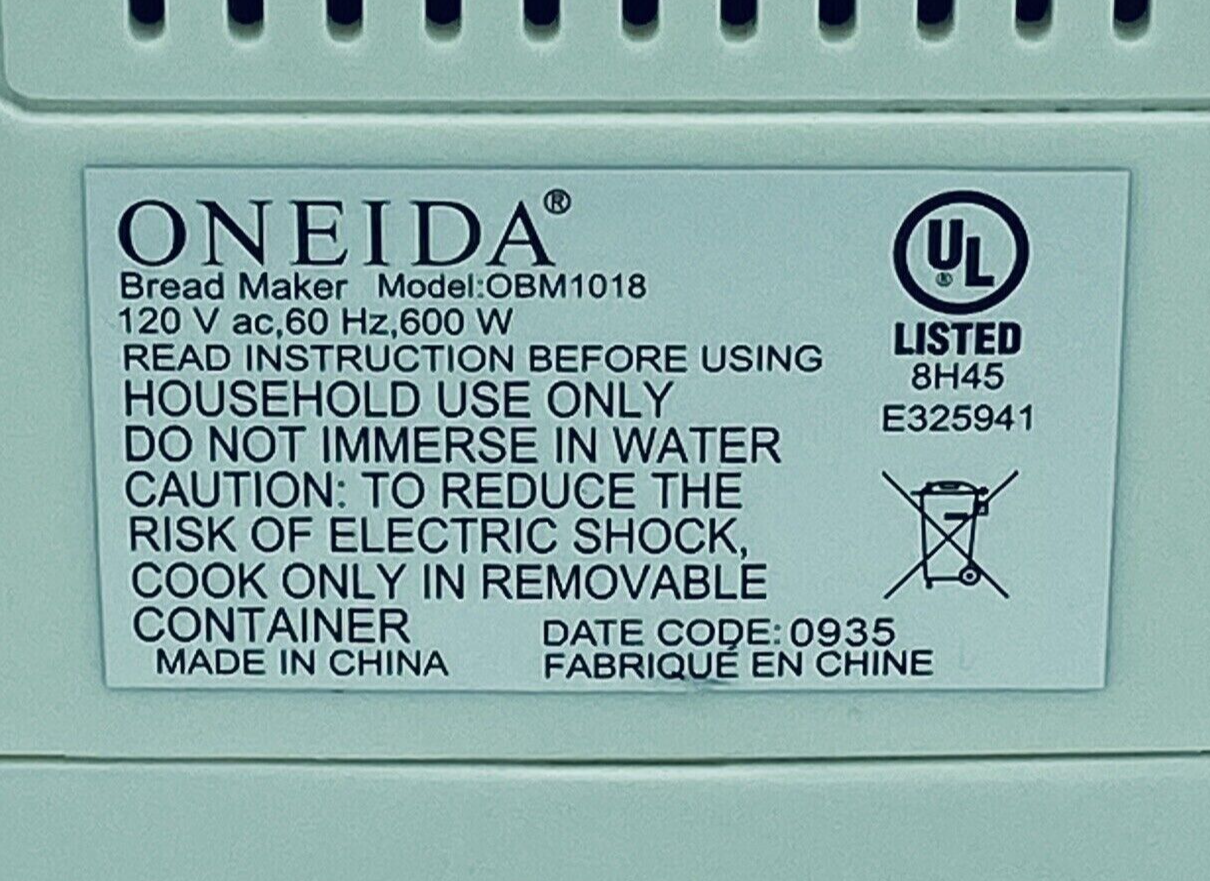 ONEIDA®
Bread Maker Model:OBM1018
120 V ac,60 Hz,600 W
READ INSTRUCTION BEFORE USING
HOUSEHOLD USE ONLY
DO NOT IMMERSE IN WATER
CAUTION: TO REDUCE THE
RISK OF ELECTRIC SHOCK,
COOK ONLY IN REMOVABLE
CONTAINER
MADE IN CHINA
DATE CODE: 0935
FABRIQUÉ EN CHINE
UL®
LISTED
8H45
E325941